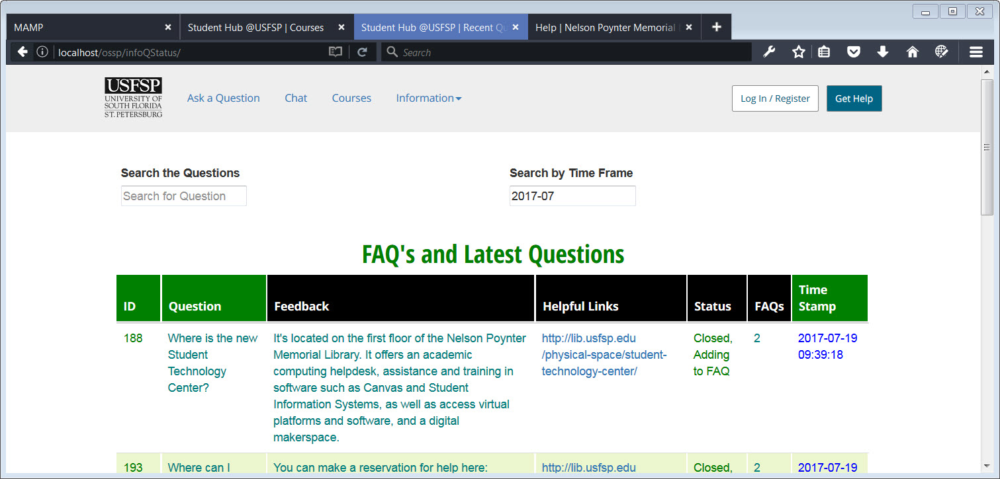 MAMP
Student Hub @USFSP | Courses
Student Hub @USFSP | Recent Qu
Help | Nelson Poynter Memorial
localhost/ossp/infoQStatus/
Search
USFSP
UNIVERSITY OF
SOUTH FLORIDA
ST. PETERSBURG
Ask a Question
Chat
Courses
Information
Log In / Register
Get Help
Search the Questions
Search by Time Frame
Search for Question
2017-07
FAQ's and Latest Questions
ID
Question
Feedback
Helpful Links
Status
FAQs
Time
Stamp
188
Where is the new
Student
Technology
Center?
It's located on the first floor of the Nelson Poynter
Memorial Library. It offers an academic
computing helpdesk, assistance and training in
software such as Canvas and Student
Information Systems, as well as access virtual
platforms and software, and a digital
makerspace.
http://lib.usfsp.edu
/physical-space/student-
technology-center/
Closed,
Adding
to FAQ
2
2017-07-19
09:39:18
193
Where can I
You can make a reservation for help here:
http://lib.usfsp.edu
Closed,
2
2017-07-19